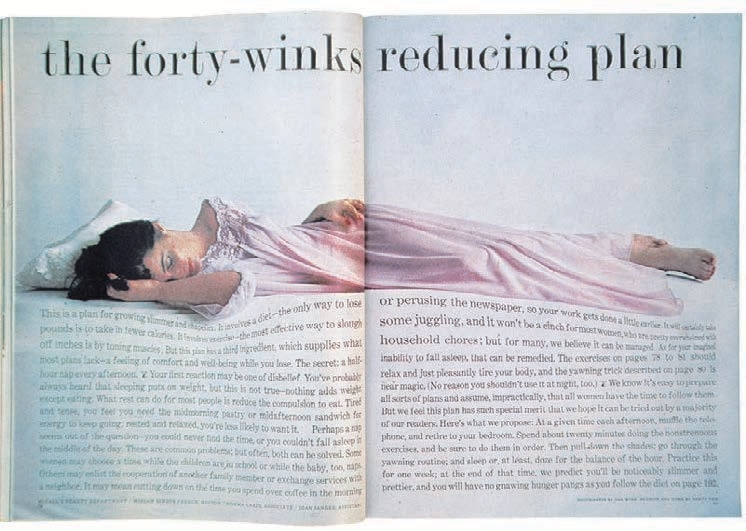 the forty-winks reducing plan
This is a plan for growing slimmer and shapelier. It involves a diet—the only way to lose
pounds is to take in fewer calories. It involves exercise—the most effective way to slough
off inches is by toning muscles. But this plan has a third ingredient, which supplies what
most plans lack—a feeling of comfort and well-being while you lose. The secret: a half-
hour nap every afternoon. Your first reaction may be one of disbelief. You've probably
always heard that sleeping puts on weight, but this is not true—nothing adds weight
except eating. What rest can do for most people is reduce the compulsion to eat. Tired
and tense, you feel you need the midmorning pastry or midafternoon sandwich for
energy to keep going; rested and relaxed, you're less likely to want it. Perhaps a nap
seems out of the question—you could never find the time, or you couldn't fall asleep in
the middle of the day. These are common problems; but often, both can be solved. Some
women may choose a time while the children are in school or while the baby, too, naps.
Others may enlist the cooperation of another family member or exchange services with
a neighbor. It may mean cutting down on the time you spend over coffee in the morning
or perusing the newspaper, so your work gets done a little earlier. It will certainly take
some juggling, and it won't be a cinch for most women, who are pretty overwhelmed with
household chores; but for many, we believe it can be managed. As for your imagined
inability to fall asleep, that can be remedied. The exercises on pages 78 to 81 should
relax and just pleasantly tire your body, and the yawning trick described on page 80 is
near magic. (No reason you shouldn't use it at night, too.) We know it's easy to prepare
all sorts of plans and assume, impractically, that all women have the time to follow them.
But we feel this plan has such special merit that we hope it can be tried out by a majority
of our readers. Here's what we propose: At a given time each afternoon, muffle the tele-
phone, and retire to your bedroom. Spend about twenty minutes doing the nonstrenuous
exercises, and be sure to do them in order. Then pull down the shades; go through the
yawning routine; and sleep or, at least, doze for the balance of the hour. Practice this
for one week; at the end of that time, we predict you'll be noticeably slimmer and
prettier, and you will have no gnawing hunger pangs as you follow the diet on page 192.